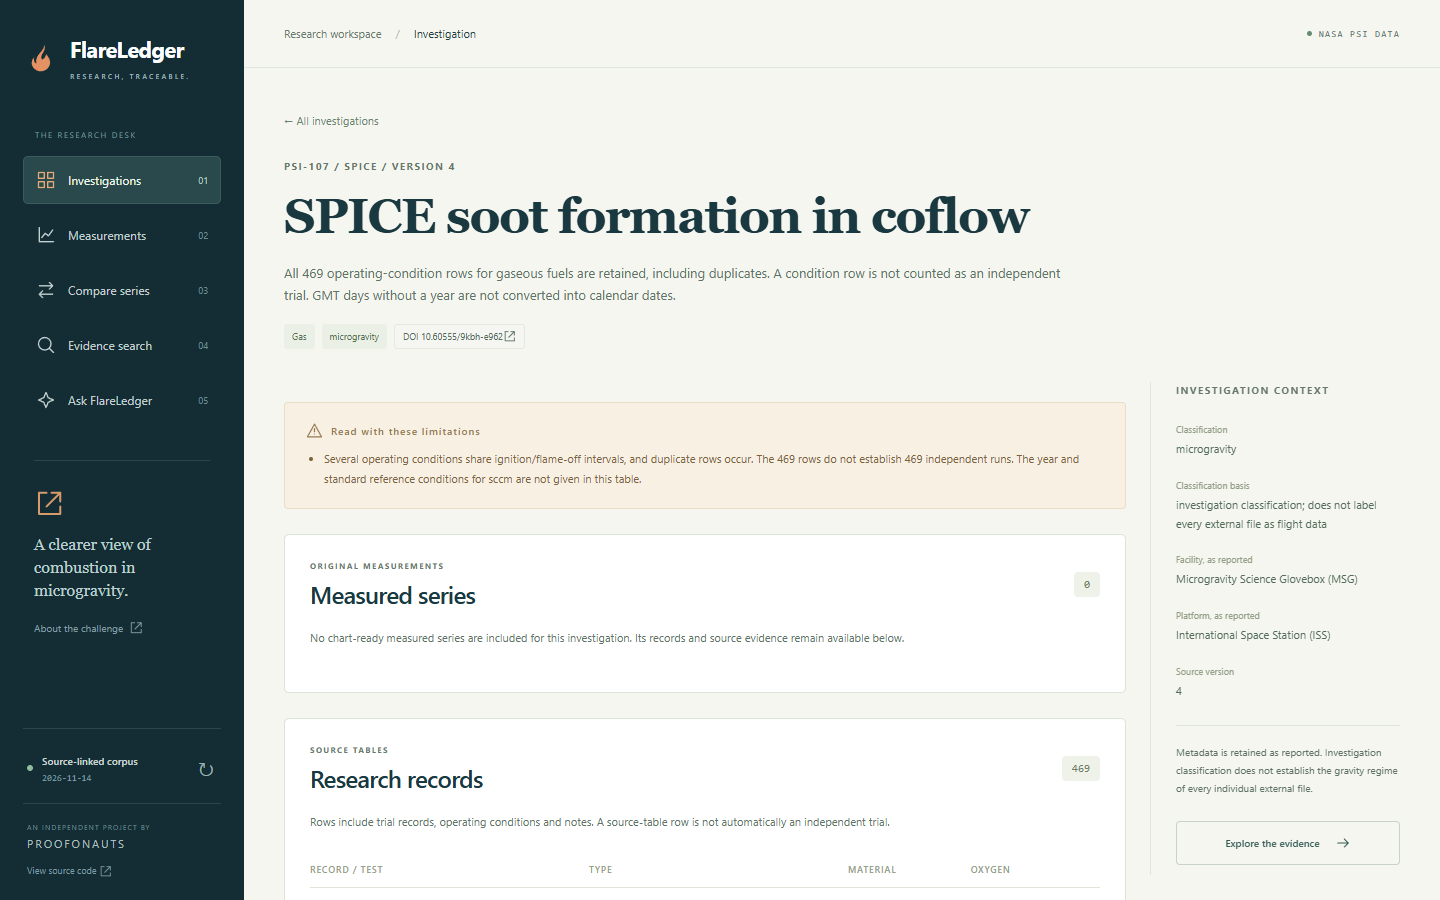 FlareLedger
RESEARCH, TRACEABLE.
THE RESEARCH DESK
Investigations 01
Measurements 02
Compare series 03
Evidence search 04
Ask FlareLedger 05
A clearer view of
combustion in
microgravity.
About the challenge
Source-linked corpus
2026-11-14
AN INDEPENDENT PROJECT BY
PROOFONAUTS
View source code
Research workspace / Investigation
NASA PSI DATA
← All investigations
PSI-107 / SPICE / VERSION 4
SPICE soot formation in coflow
All 469 operating-condition rows for gaseous fuels are retained, including duplicates. A condition row is not counted as an independent
trial. GMT days without a year are not converted into calendar dates.
Gas
microgravity
DOI 10.60555/9kbh-e962
Read with these limitations
• Several operating conditions share ignition/flame-off intervals, and duplicate rows occur. The 469 rows do not establish 469 independent runs. The year and
standard reference conditions for sccm are not given in this table.
ORIGINAL MEASUREMENTS
Measured series
0
No chart-ready measured series are included for this investigation. Its records and source evidence remain available below.
SOURCE TABLES
Research records
469
Rows include trial records, operating conditions and notes. A source-table row is not automatically an independent trial.
RECORD / TEST TYPE MATERIAL OXYGEN
INVESTIGATION CONTEXT
Classification
microgravity
Classification basis
investigation classification; does not label
every external file as flight data
Facility, as reported
Microgravity Science Glovebox (MSG)
Platform, as reported
International Space Station (ISS)
Source version
4
Metadata is retained as reported. Investigation
classification does not establish the gravity regime
of every individual external file.
Explore the evidence →